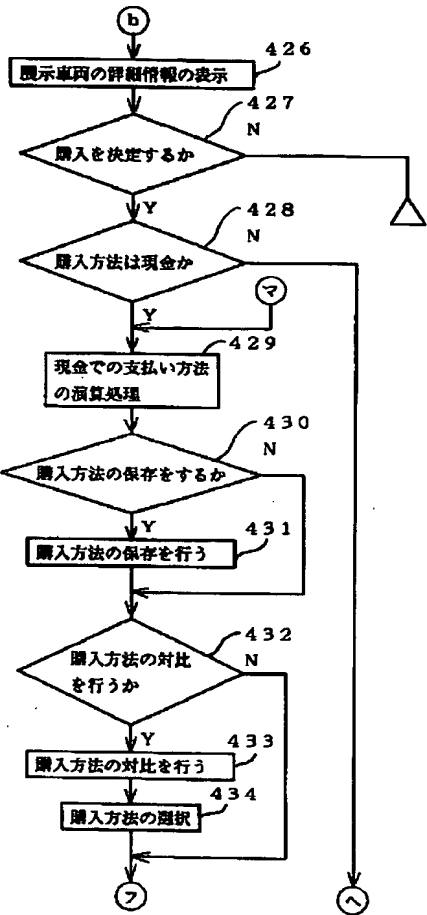 b
426
展示車両の詳細情報の表示
427
N
購入を決定するか
Y
428
N
購入方法は現金か
マ
Y
429
現金での支払い方法
の演算処理
430
N
購入方法の保存をするか
Y
431
購入方法の保存を行う
432
購入方法の対比
を行うか
N
Y
433
購入方法の対比を行う
434
購入方法の選択
フ
ヘ